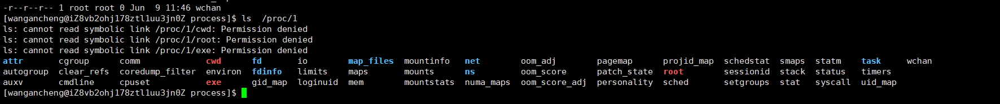 -r--r--r-- 1 root root 0 Jun  9 11:46 wchan
[wangancheng@iZ8vb2ohj178ztl1uu3jn0Z process]$ ls  /proc/1
ls: cannot read symbolic link /proc/1/cwd: Permission denied
ls: cannot read symbolic link /proc/1/root: Permission denied
ls: cannot read symbolic link /proc/1/exe: Permission denied
attr       cgroup      comm             cwd      fd      io        map_files  mountinfo   net        oom_adj        pagemap      projid_map  schedstat  smaps  statm    task     wchan
autogroup  clear_refs  coredump_filter  environ  fdinfo  limits    maps       mounts      ns         oom_score      patch_state  root        sessionid  stack  status   timers
auxv       cmdline     cpuset           exe      gid_map  loginuid  mem        mountstats  numa_maps  oom_score_adj  personality  sched       setgroups  stat   syscall  uid_map
[wangancheng@iZ8vb2ohj178ztl1uu3jn0Z process]$